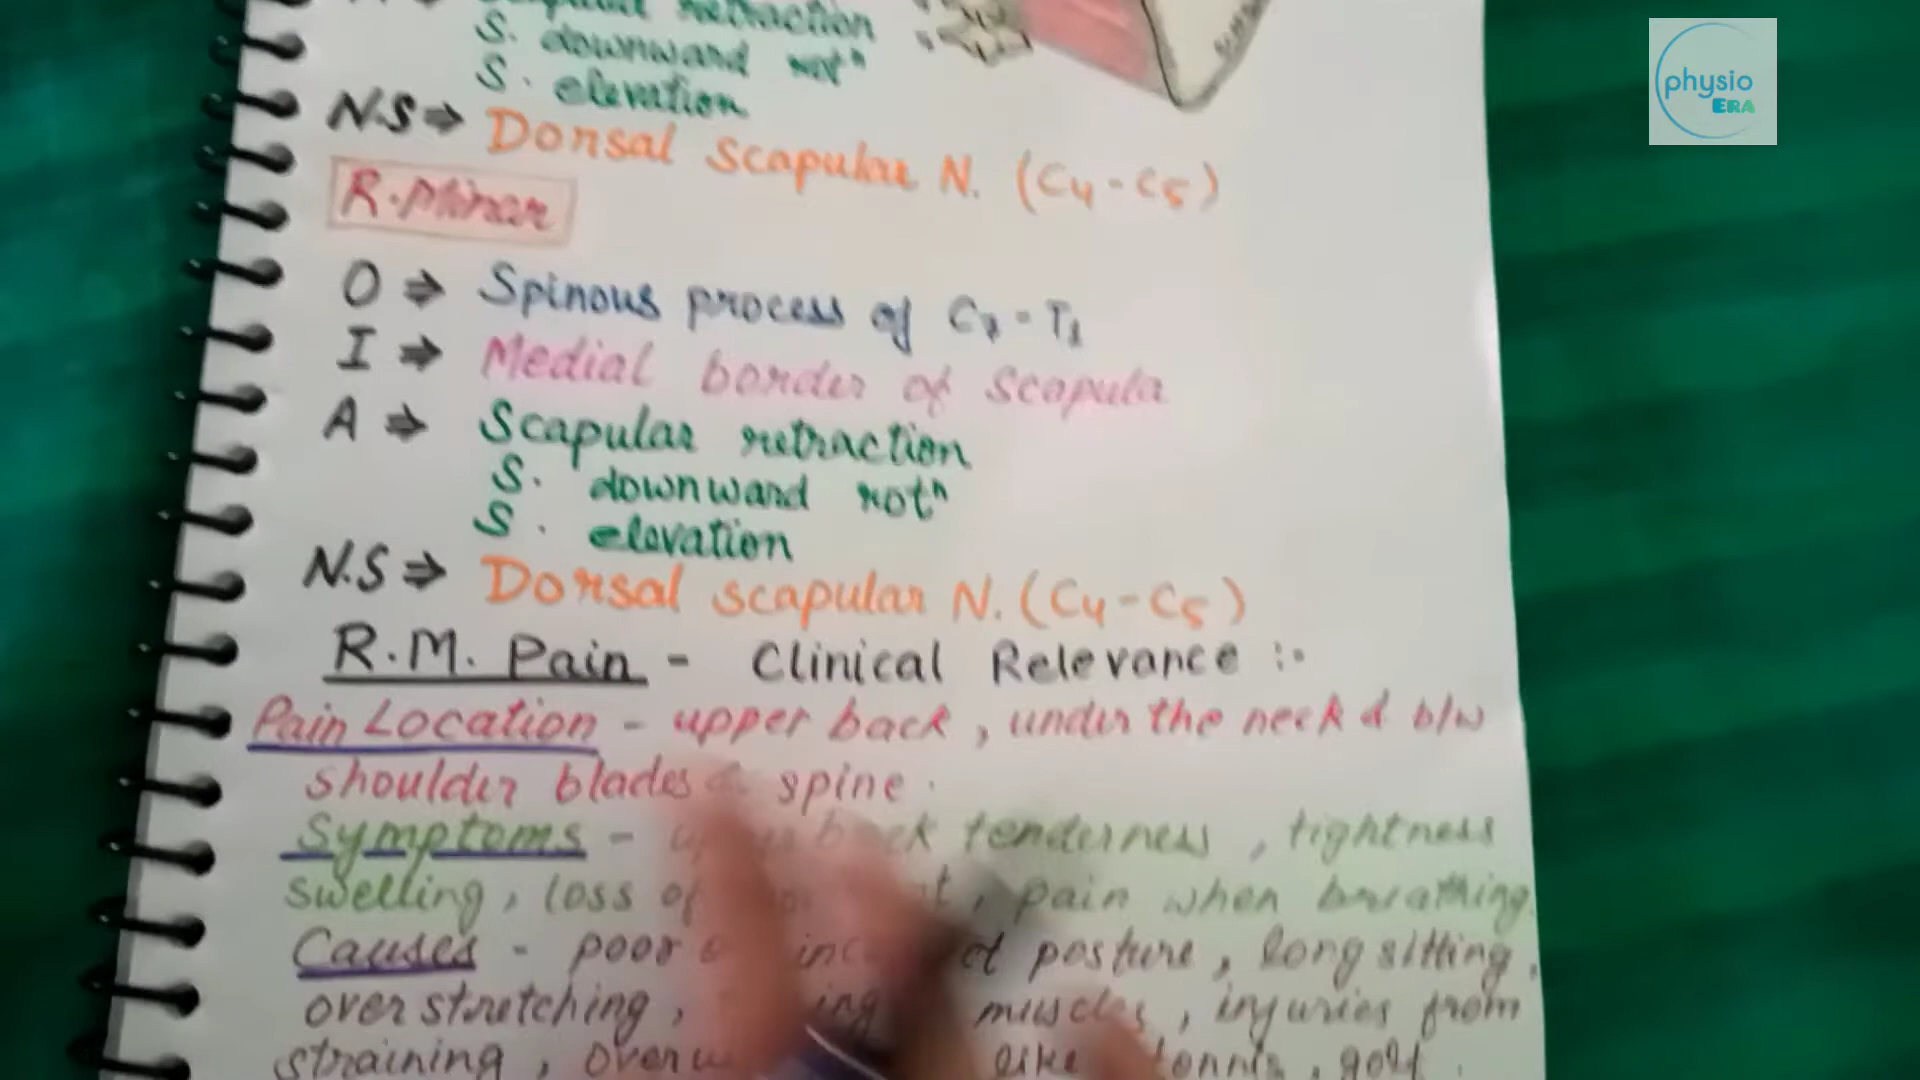 retraction
S. downward rotⁿ
S. elevation
N.S ⇒ Dorsal scapular N. (C4 - C5)
R. Minor
O ⇒ Spinous process of C7 - T1
I ⇒ Medial border of Scapula
A ⇒ Scapular retraction
S. downward rotⁿ
S. elevation
N.S ⇒ Dorsal scapular N. (C4 - C5)
R.M. Pain - Clinical Relevance :-
Pain Location - upper back, under the neck & b/w
shoulder blades & spine.
Symptoms - back tenderness, tightness
swelling, loss of , pain when breathing.
Causes - poor posture, long sitting,
over stretching, muscles, injuries from
straining, like tennis, golf.
physio
ERA